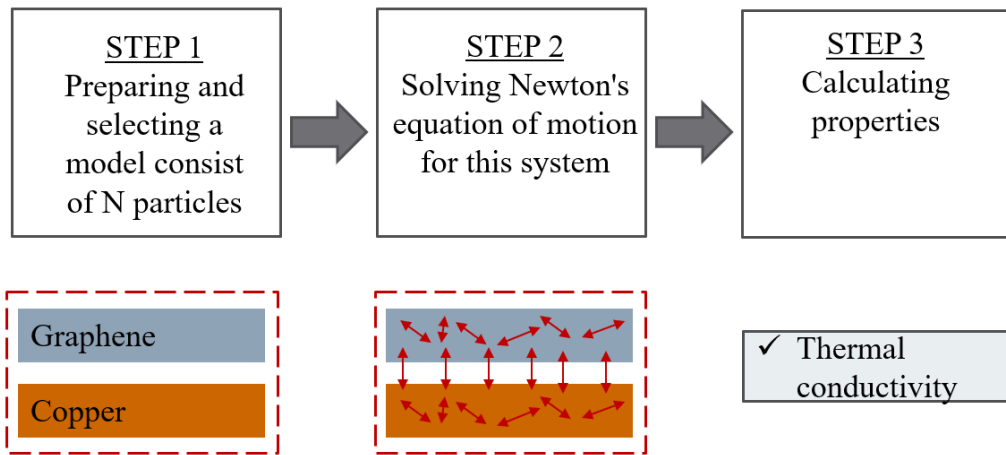 STEP 1
Preparing and
selecting a
model consist
of N particles
STEP 2
Solving Newton's
equation of motion
for this system
STEP 3
Calculating
properties
Graphene
Copper
✓ Thermal
conductivity